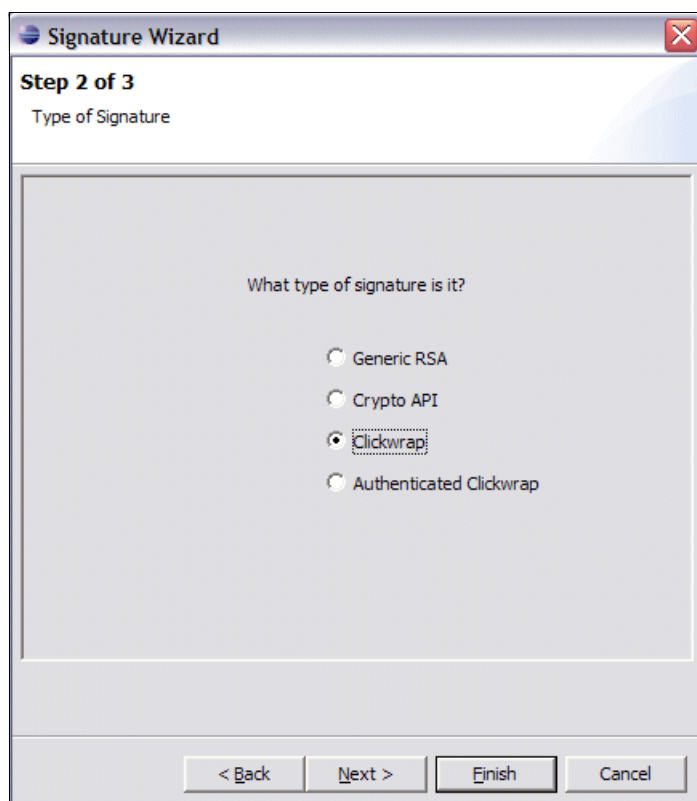 Signature Wizard
Step 2 of 3
Type of Signature
What type of signature is it?
Generic RSA
Crypto API
Clickwrap
Authenticated Clickwrap
< Back Next > Finish Cancel